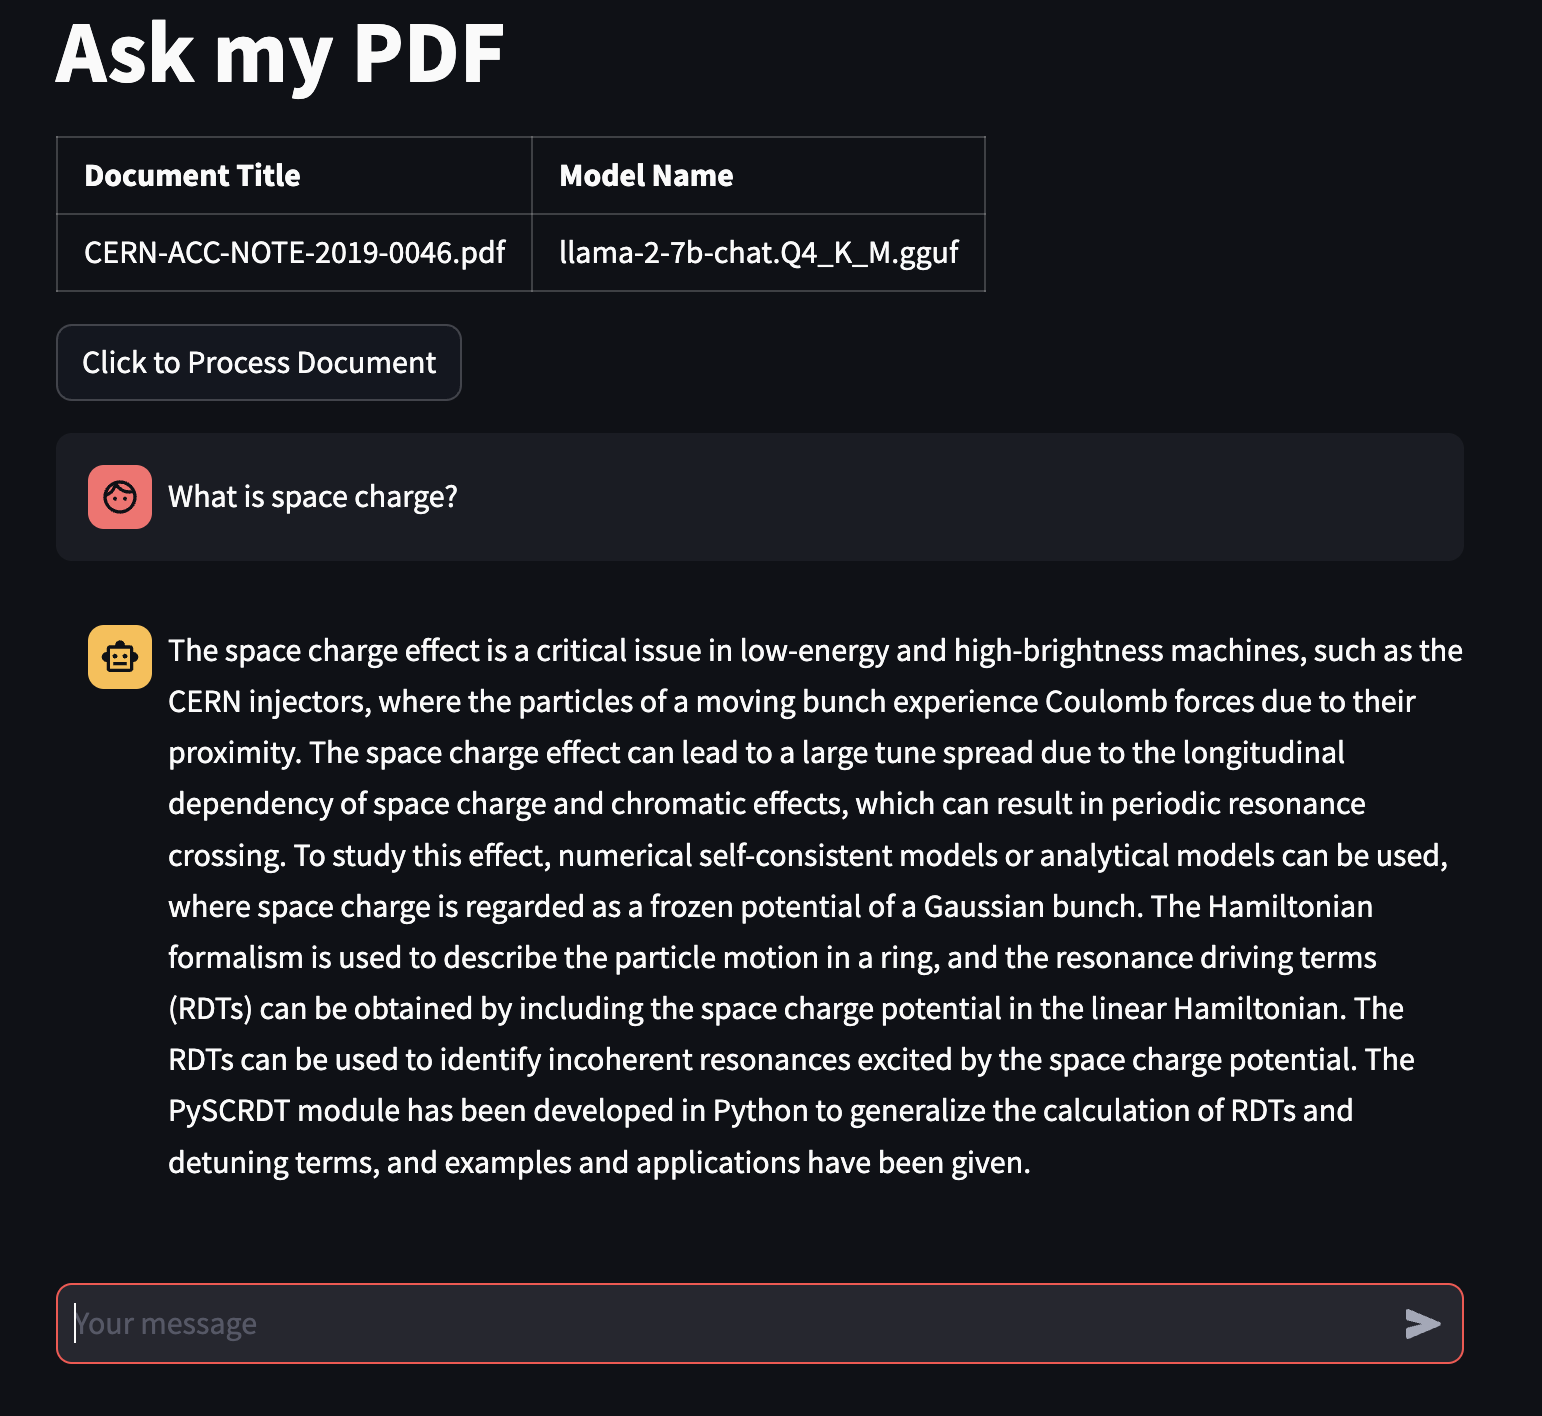 Ask my PDF
Document Title Model Name
CERN-ACC-NOTE-2019-0046.pdf llama-2-7b-chat.Q4_K_M.gguf
Click to Process Document
What is space charge?
The space charge effect is a critical issue in low-energy and high-brightness machines, such as the
CERN injectors, where the particles of a moving bunch experience Coulomb forces due to their
proximity. The space charge effect can lead to a large tune spread due to the longitudinal
dependency of space charge and chromatic effects, which can result in periodic resonance
crossing. To study this effect, numerical self-consistent models or analytical models can be used,
where space charge is regarded as a frozen potential of a Gaussian bunch. The Hamiltonian
formalism is used to describe the particle motion in a ring, and the resonance driving terms
(RDTs) can be obtained by including the space charge potential in the linear Hamiltonian. The
RDTs can be used to identify incoherent resonances excited by the space charge potential. The
PySCRDT module has been developed in Python to generalize the calculation of RDTs and
detuning terms, and examples and applications have been given.
Your message